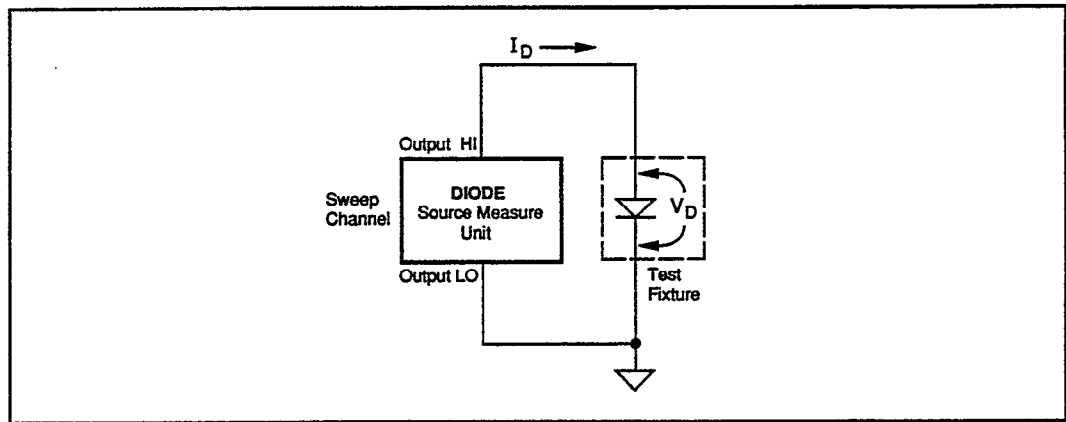 I_D
Output HI
DIODE
Source Measure
Unit
Sweep
Channel
V_D
Output LO
Test
Fixture